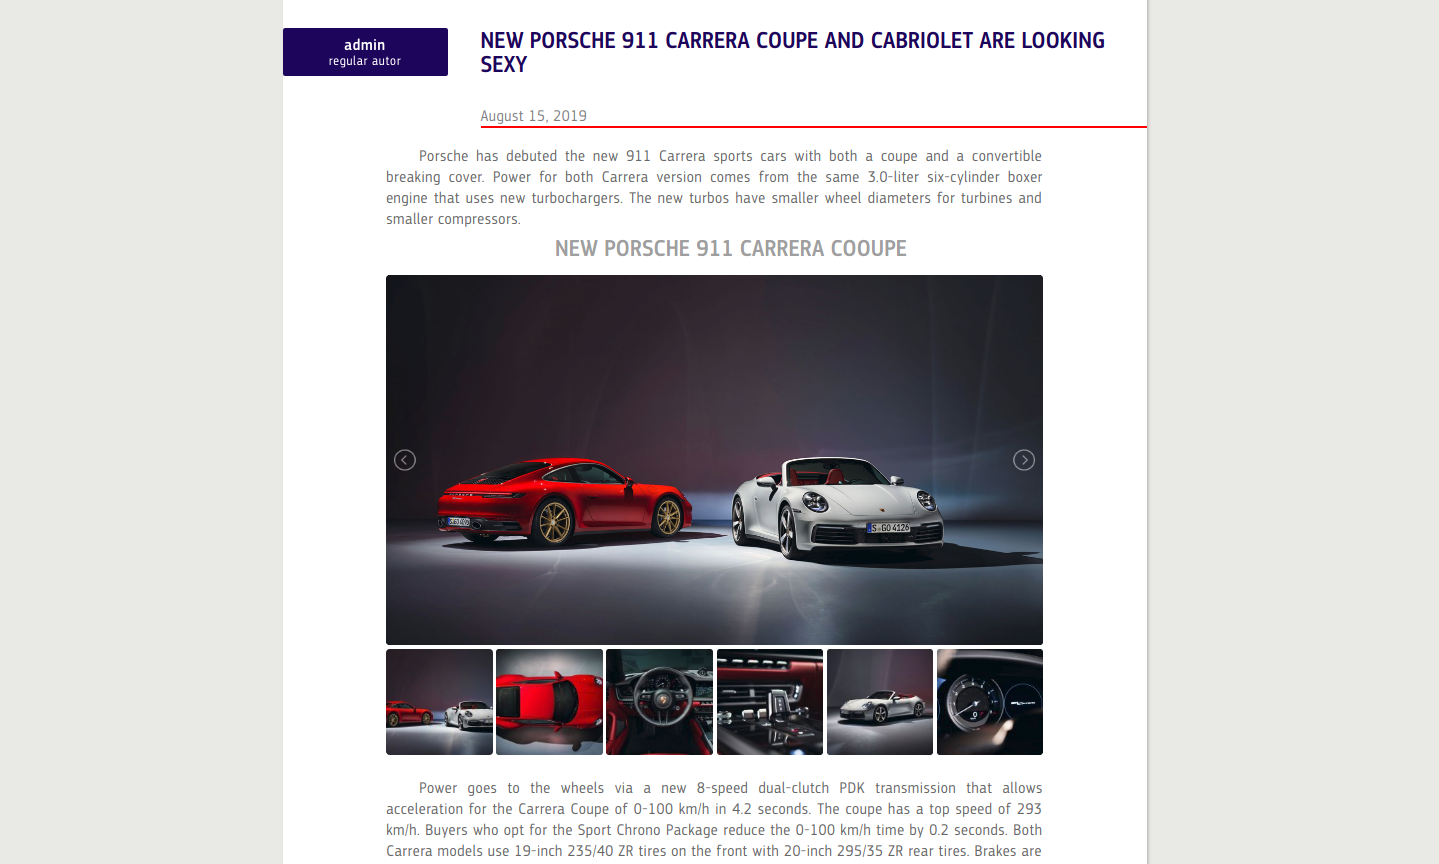 admin
regular autor
NEW PORSCHE 911 CARRERA COUPE AND CABRIOLET ARE LOOKING
SEXY
August 15, 2019
Porsche has debuted the new 911 Carrera sports cars with both a coupe and a convertible
breaking cover. Power for both Carrera version comes from the same 3.0-liter six-cylinder boxer
engine that uses new turbochargers. The new turbos have smaller wheel diameters for turbines and
smaller compressors.
NEW PORSCHE 911 CARRERA COOUPE
S GO 4126
Power goes to the wheels via a new 8-speed dual-clutch PDK transmission that allows
acceleration for the Carrera Coupe of 0-100 km/h in 4.2 seconds. The coupe has a top speed of 293
km/h. Buyers who opt for the Sport Chrono Package reduce the 0-100 km/h time by 0.2 seconds. Both
Carrera models use 19-inch 235/40 ZR tires on the front with 20-inch 295/35 ZR rear tires. Brakes are